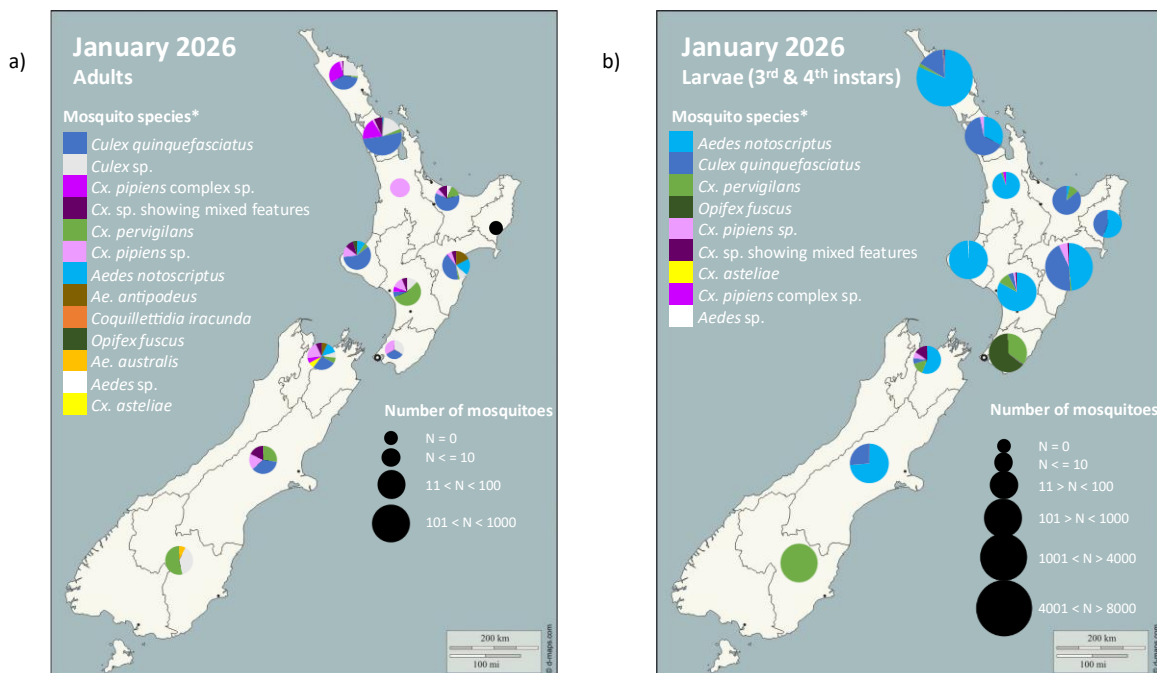 a)
January 2026
Adults
Mosquito species*
Culex quinquefasciatus
Culex sp.
Cx. pipiens complex sp.
Cx. sp. showing mixed features
Cx. pervigilans
Cx. pipiens sp.
Aedes notoscriptus
Ae. antipodeus
Coquillettidia iracunda
Opifex fuscus
Ae. australis
Aedes sp.
Cx. asteliae
Number of mosquitoes
N = 0
N <= 10
11 < N < 100
101 < N < 1000
200 km
100 mi
© d-maps.com
b)
January 2026
Larvae (3rd & 4th instars)
Mosquito species*
Aedes notoscriptus
Culex quinquefasciatus
Cx. pervigilans
Opifex fuscus
Cx. pipiens sp.
Cx. sp. showing mixed features
Cx. asteliae
Cx. pipiens complex sp.
Aedes sp.
Number of mosquitoes
N = 0
N <= 10
11 > N < 100
101 > N < 1000
1001 < N > 4000
4001 < N > 8000
200 km
100 mi
© d-maps.com